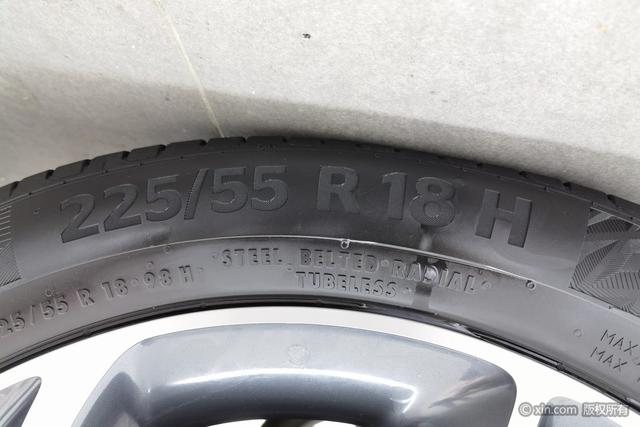 225/55 R 18 H
25/55 R 18·98 H
·STEEL BELTED·RADIAL·
·TUBELESS·
MAX
MAX
© xin.com 版权所有